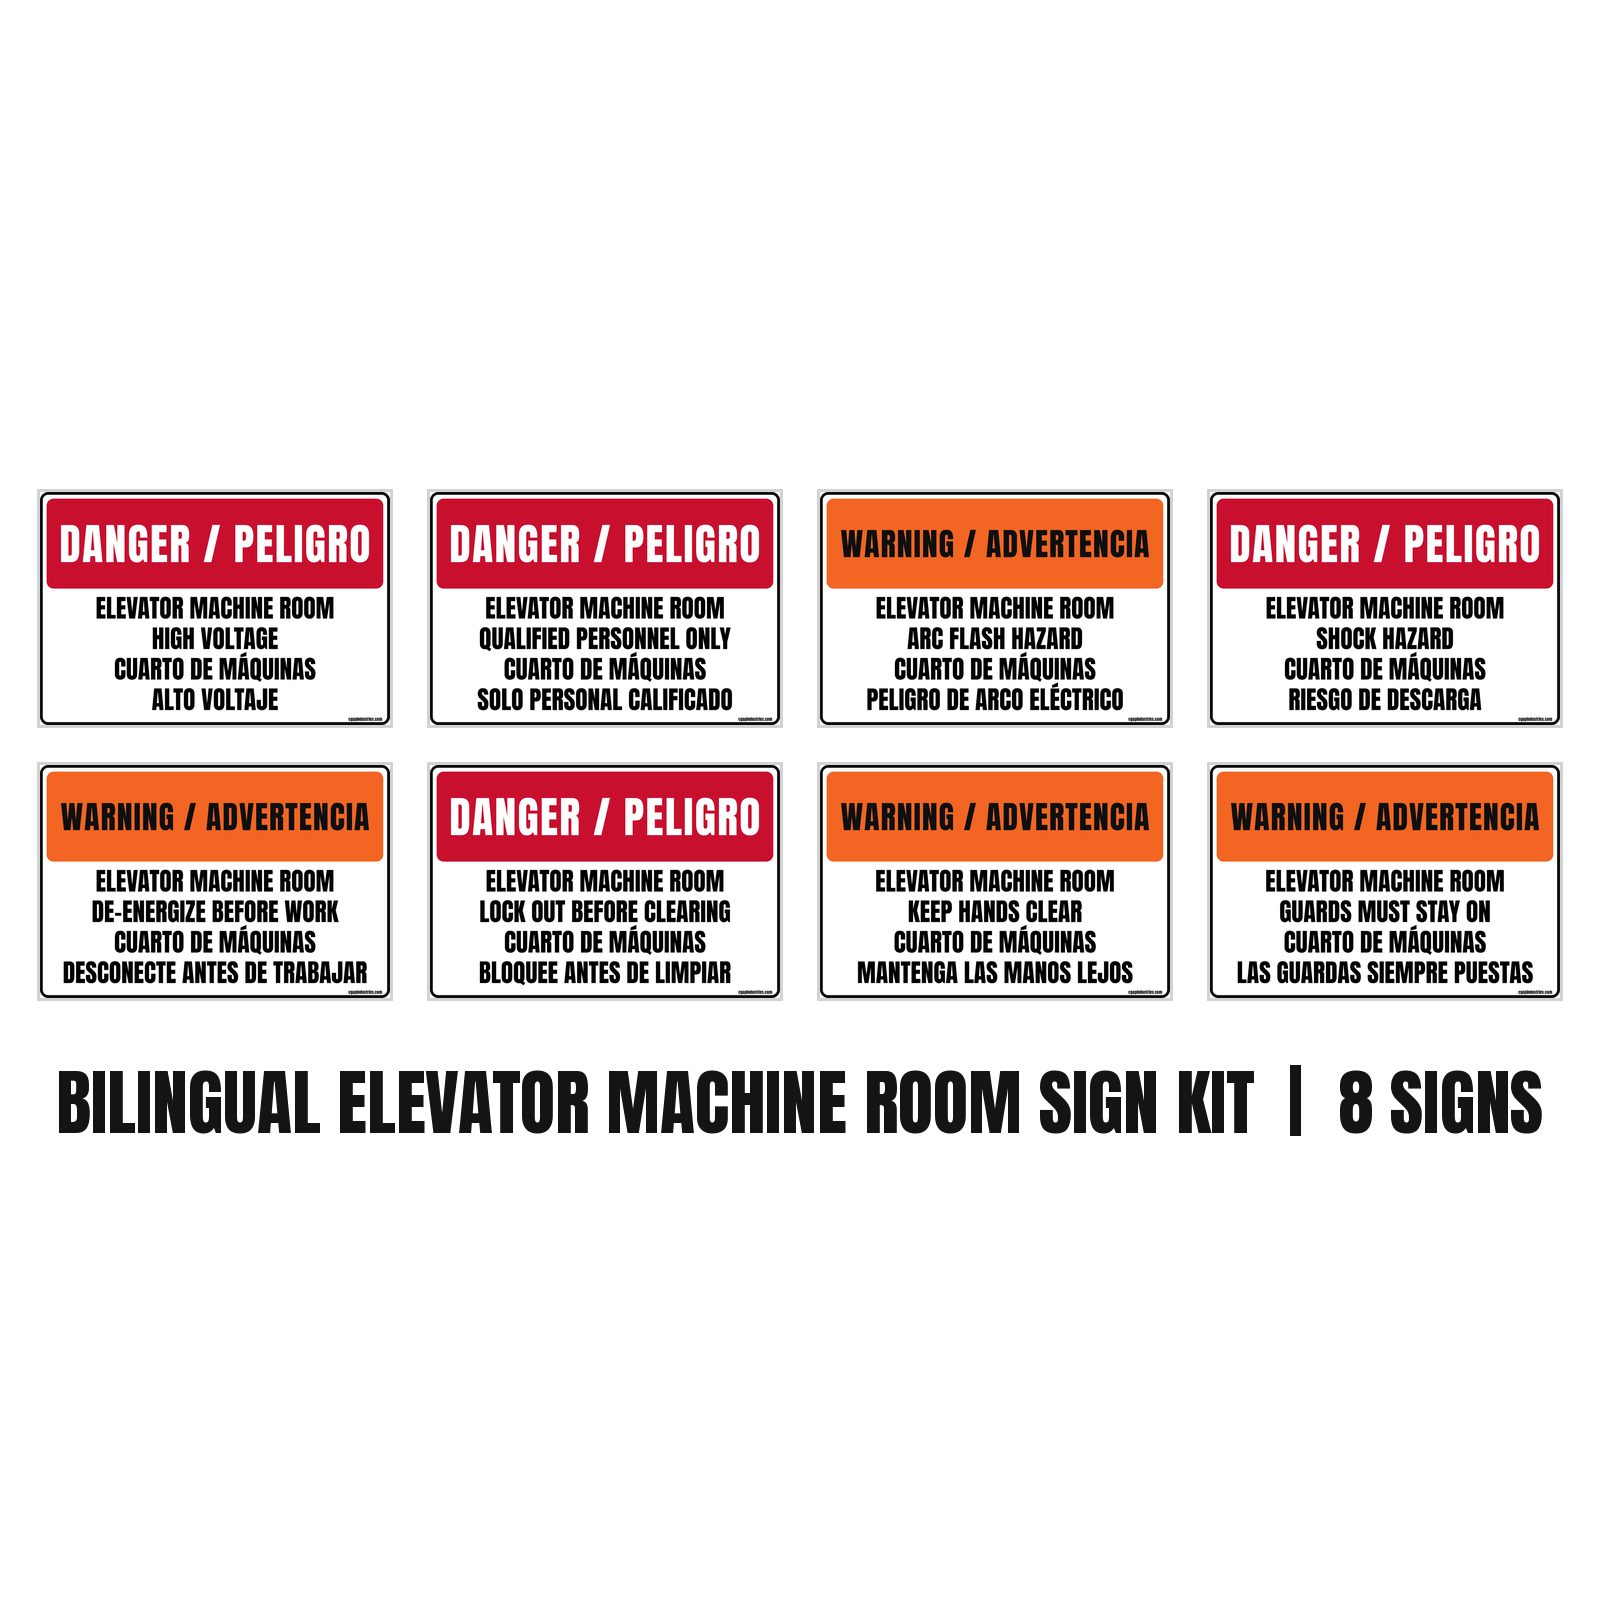 DANGER / PELIGRO
ELEVATOR MACHINE ROOM
HIGH VOLTAGE
CUARTO DE MÁQUINAS
ALTO VOLTAJE
DANGER / PELIGRO
ELEVATOR MACHINE ROOM
QUALIFIED PERSONNEL ONLY
CUARTO DE MÁQUINAS
SOLO PERSONAL CALIFICADO
WARNING / ADVERTENCIA
ELEVATOR MACHINE ROOM
ARC FLASH HAZARD
CUARTO DE MÁQUINAS
PELIGRO DE ARCO ELÉCTRICO
DANGER / PELIGRO
ELEVATOR MACHINE ROOM
SHOCK HAZARD
CUARTO DE MÁQUINAS
RIESGO DE DESCARGA
WARNING / ADVERTENCIA
ELEVATOR MACHINE ROOM
DE-ENERGIZE BEFORE WORK
CUARTO DE MÁQUINAS
DESCONECTE ANTES DE TRABAJAR
DANGER / PELIGRO
ELEVATOR MACHINE ROOM
LOCK OUT BEFORE CLEARING
CUARTO DE MÁQUINAS
BLOQUEE ANTES DE LIMPIAR
WARNING / ADVERTENCIA
ELEVATOR MACHINE ROOM
KEEP HANDS CLEAR
CUARTO DE MÁQUINAS
MANTENGA LAS MANOS LEJOS
WARNING / ADVERTENCIA
ELEVATOR MACHINE ROOM
GUARDS MUST STAY ON
CUARTO DE MÁQUINAS
LAS GUARDAS SIEMPRE PUESTAS
BILINGUAL ELEVATOR MACHINE ROOM SIGN KIT | 8 SIGNS